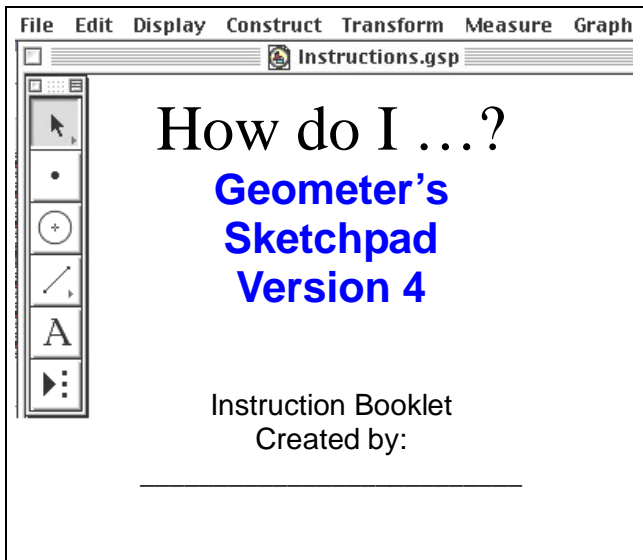 File Edit Display Construct Transform Measure Graph
Instructions.gsp
How do I …?
Geometer's
Sketchpad
Version 4
A
Instruction Booklet
Created by: